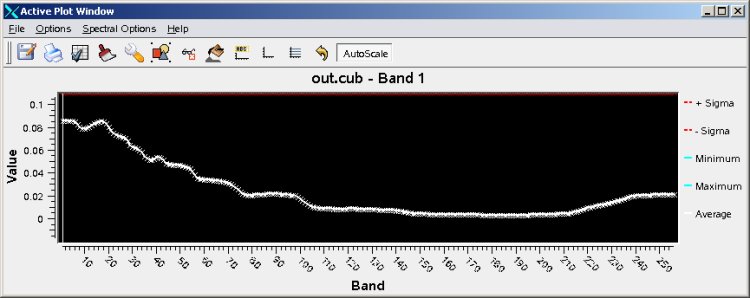 Active Plot Window
File Options Spectral Options Help
ABC AutoScale
out.cub - Band 1
Value
0.1
0.08
0.06
0.04
0.02
0
10 20 30 40 50 60 70 80 90 100 110 120 130 140 150 160 170 180 190 200 210 220 230 240 250
Band
+ Sigma
- Sigma
Minimum
Maximum
Average